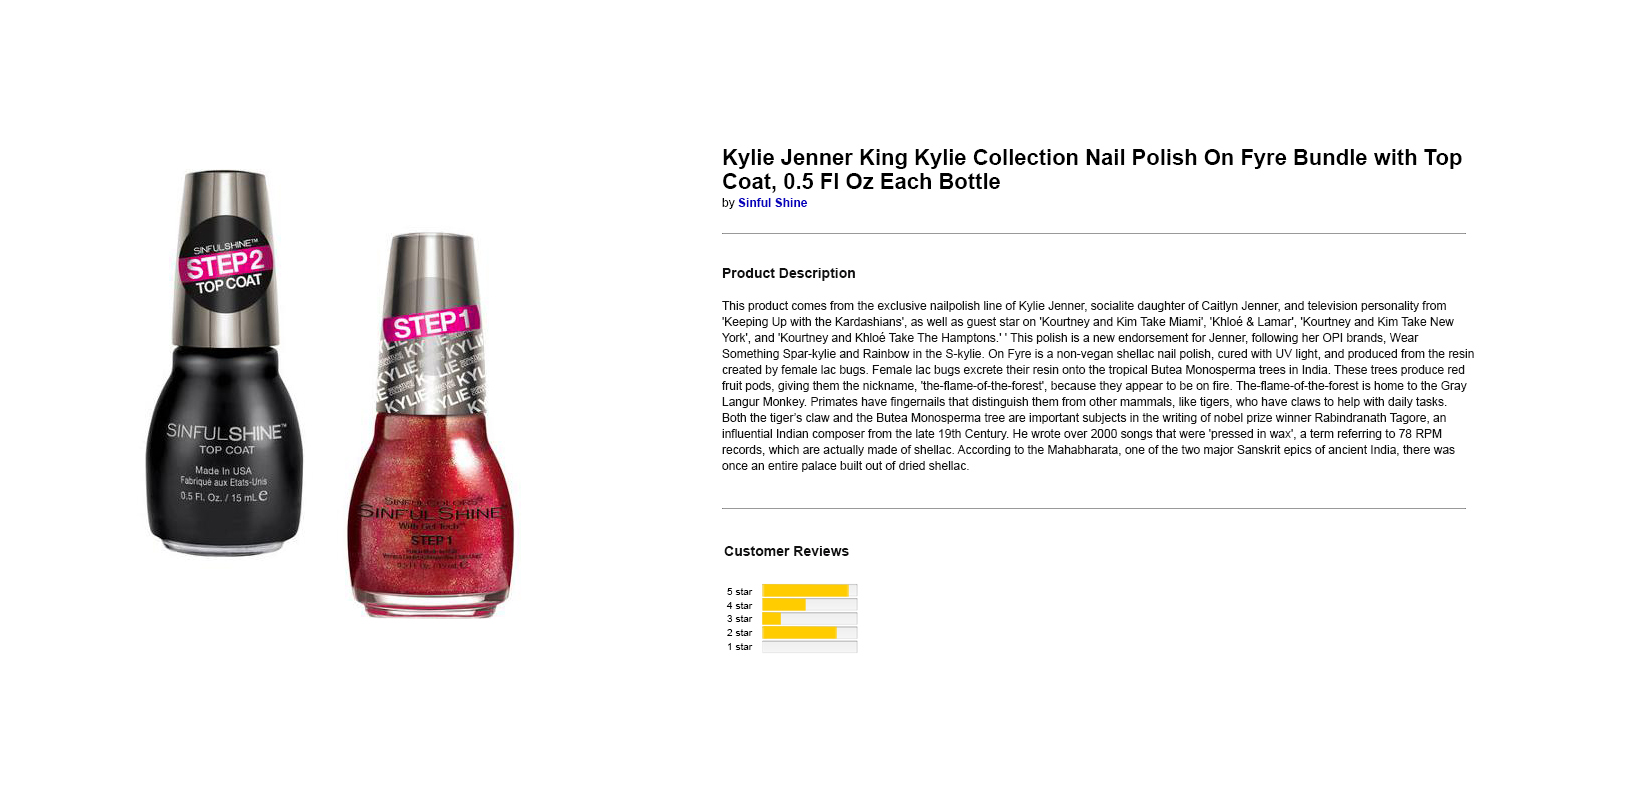 SINFULSHINE™
STEP2
TOP COAT
SINFULSHINE™
TOP COAT
Made In USA
Fabriqué aux Etats-Unis
0.5 Fl. Oz. / 15 mL e
STEP1
KYLIE
KYLIE
KYLIE
KYLIE
SINFULCOLORS®
SINFULSHINE
With Gel Tech™
STEP 1
Kylie Jenner King Kylie Collection Nail Polish On Fyre Bundle with Top
Coat, 0.5 Fl Oz Each Bottle
by Sinful Shine
Product Description
This product comes from the exclusive nailpolish line of Kylie Jenner, socialite daughter of Caitlyn Jenner, and television personality from
'Keeping Up with the Kardashians', as well as guest star on 'Kourtney and Kim Take Miami', 'Khloé & Lamar', 'Kourtney and Kim Take New
York', and 'Kourtney and Khloé Take The Hamptons.' ' This polish is a new endorsement for Jenner, following her OPI brands, Wear
Something Spar-kylie and Rainbow in the S-kylie. On Fyre is a non-vegan shellac nail polish, cured with UV light, and produced from the resin
created by female lac bugs. Female lac bugs excrete their resin onto the tropical Butea Monosperma trees in India. These trees produce red
fruit pods, giving them the nickname, 'the-flame-of-the-forest', because they appear to be on fire. The-flame-of-the-forest is home to the Gray
Langur Monkey. Primates have fingernails that distinguish them from other mammals, like tigers, who have claws to help with daily tasks.
Both the tiger's claw and the Butea Monosperma tree are important subjects in the writing of nobel prize winner Rabindranath Tagore, an
influential Indian composer from the late 19th Century. He wrote over 2000 songs that were 'pressed in wax', a term referring to 78 RPM
records, which are actually made of shellac. According to the Mahabharata, one of the two major Sanskrit epics of ancient India, there was
once an entire palace built out of dried shellac.
Customer Reviews
5 star
4 star
3 star
2 star
1 star